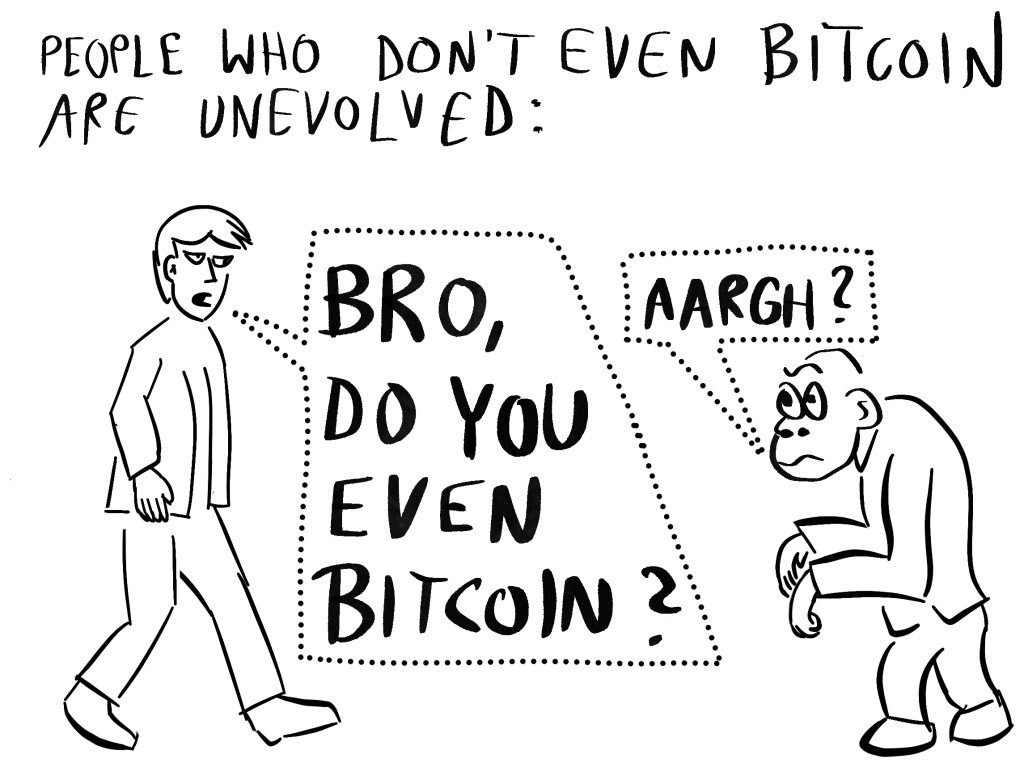 PEOPLE WHO DON'T EVEN BITCOIN
ARE UNEVOLVED:
BRO,
DO YOU
EVEN
BITCOIN?
AARGH?